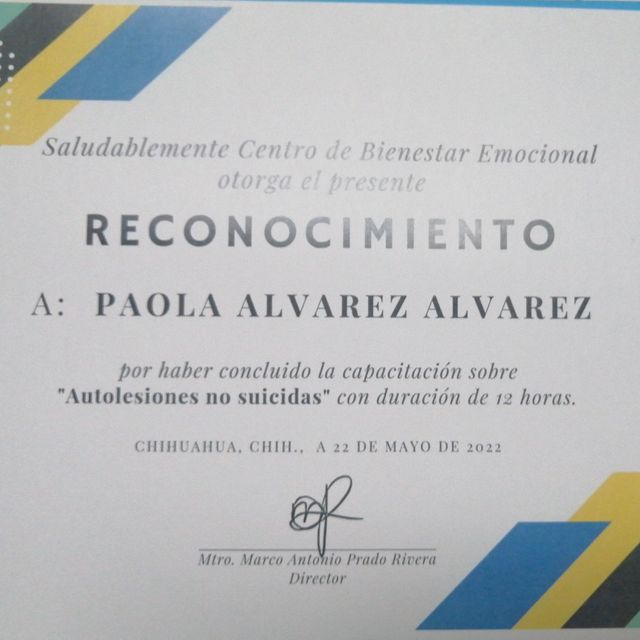 Saludablemente Centro de Bienestar Emocional
otorga el presente
RECONOCIMIENTO
A: PAOLA ALVAREZ ALVAREZ
por haber concluido la capacitación sobre
"Autolesiones no suicidas" con duración de 12 horas.
CHIHUAHUA, CHIH., A 22 DE MAYO DE 2022
Mtro. Marco Antonio Prado Rivera
Director